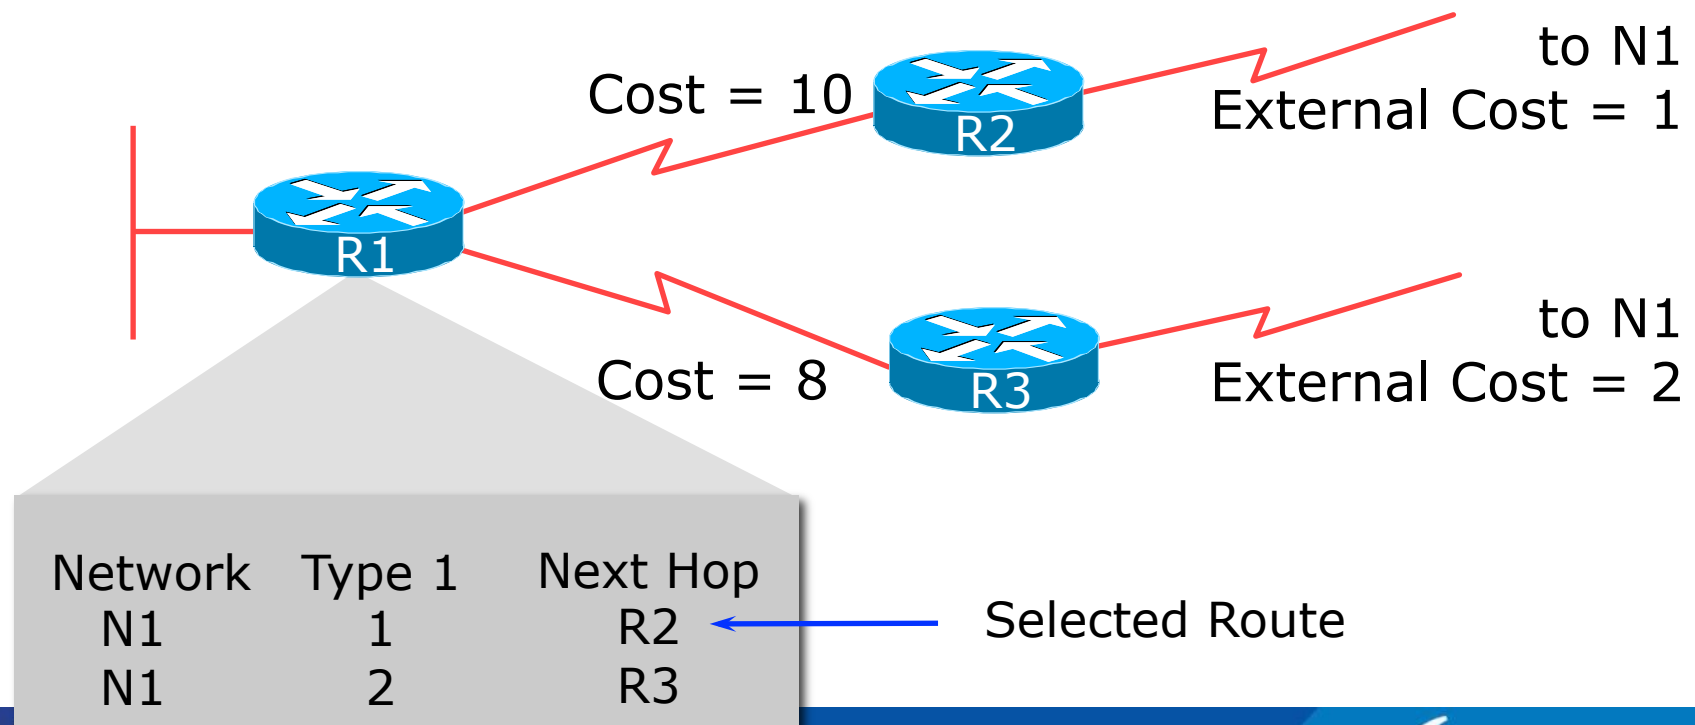 to N1
Cost = 10
External Cost = 1
R2
R1
to N1
Cost = 8
R3
External Cost = 2
Network Type 1 Next Hop
N1 1 R2
Selected Route
N1 2 R3